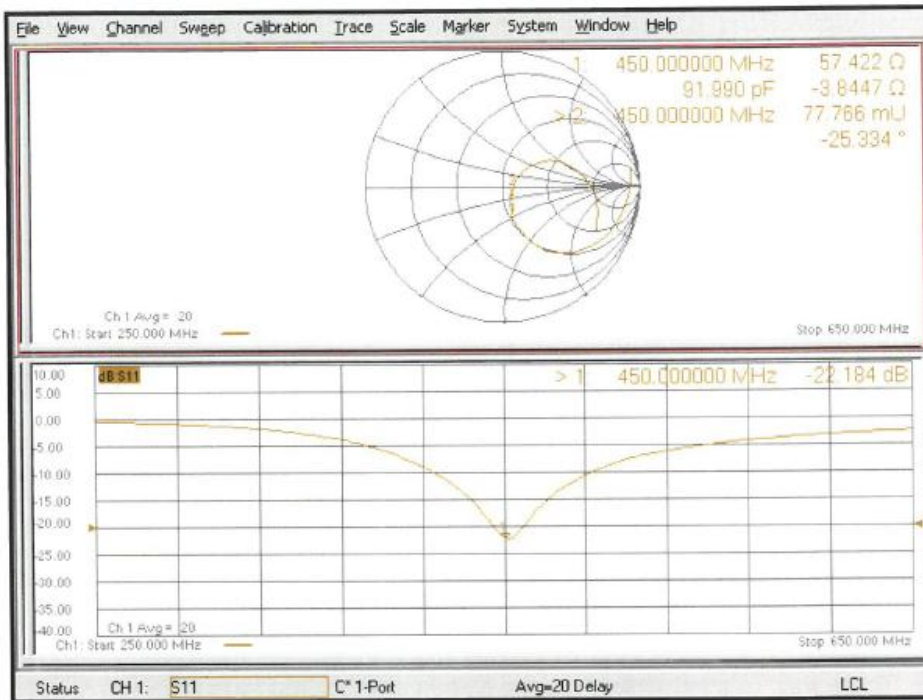 File View Channel Sweep Calibration Trace Scale Marker System Window Help
1: 450.000000 MHz 57.422 Ω
91.990 pF -3.8447 Ω
> 2: 450.000000 MHz 77.766 mU
-25.334 °
Ch 1 Avg = 20
Ch1: Start 250.000 MHz
Stop 650.000 MHz
10.00
dB S11
> 1: 450.000000 MHz -22.184 dB
5.00
0.00
-5.00
-10.00
-15.00
-20.00
-25.00
-30.00
-35.00
-40.00
1
Ch 1 Avg = 20
Ch1: Start 250.000 MHz
Stop 650.000 MHz
Status CH 1: S11 C* 1-Port Avg=20 Delay LCL